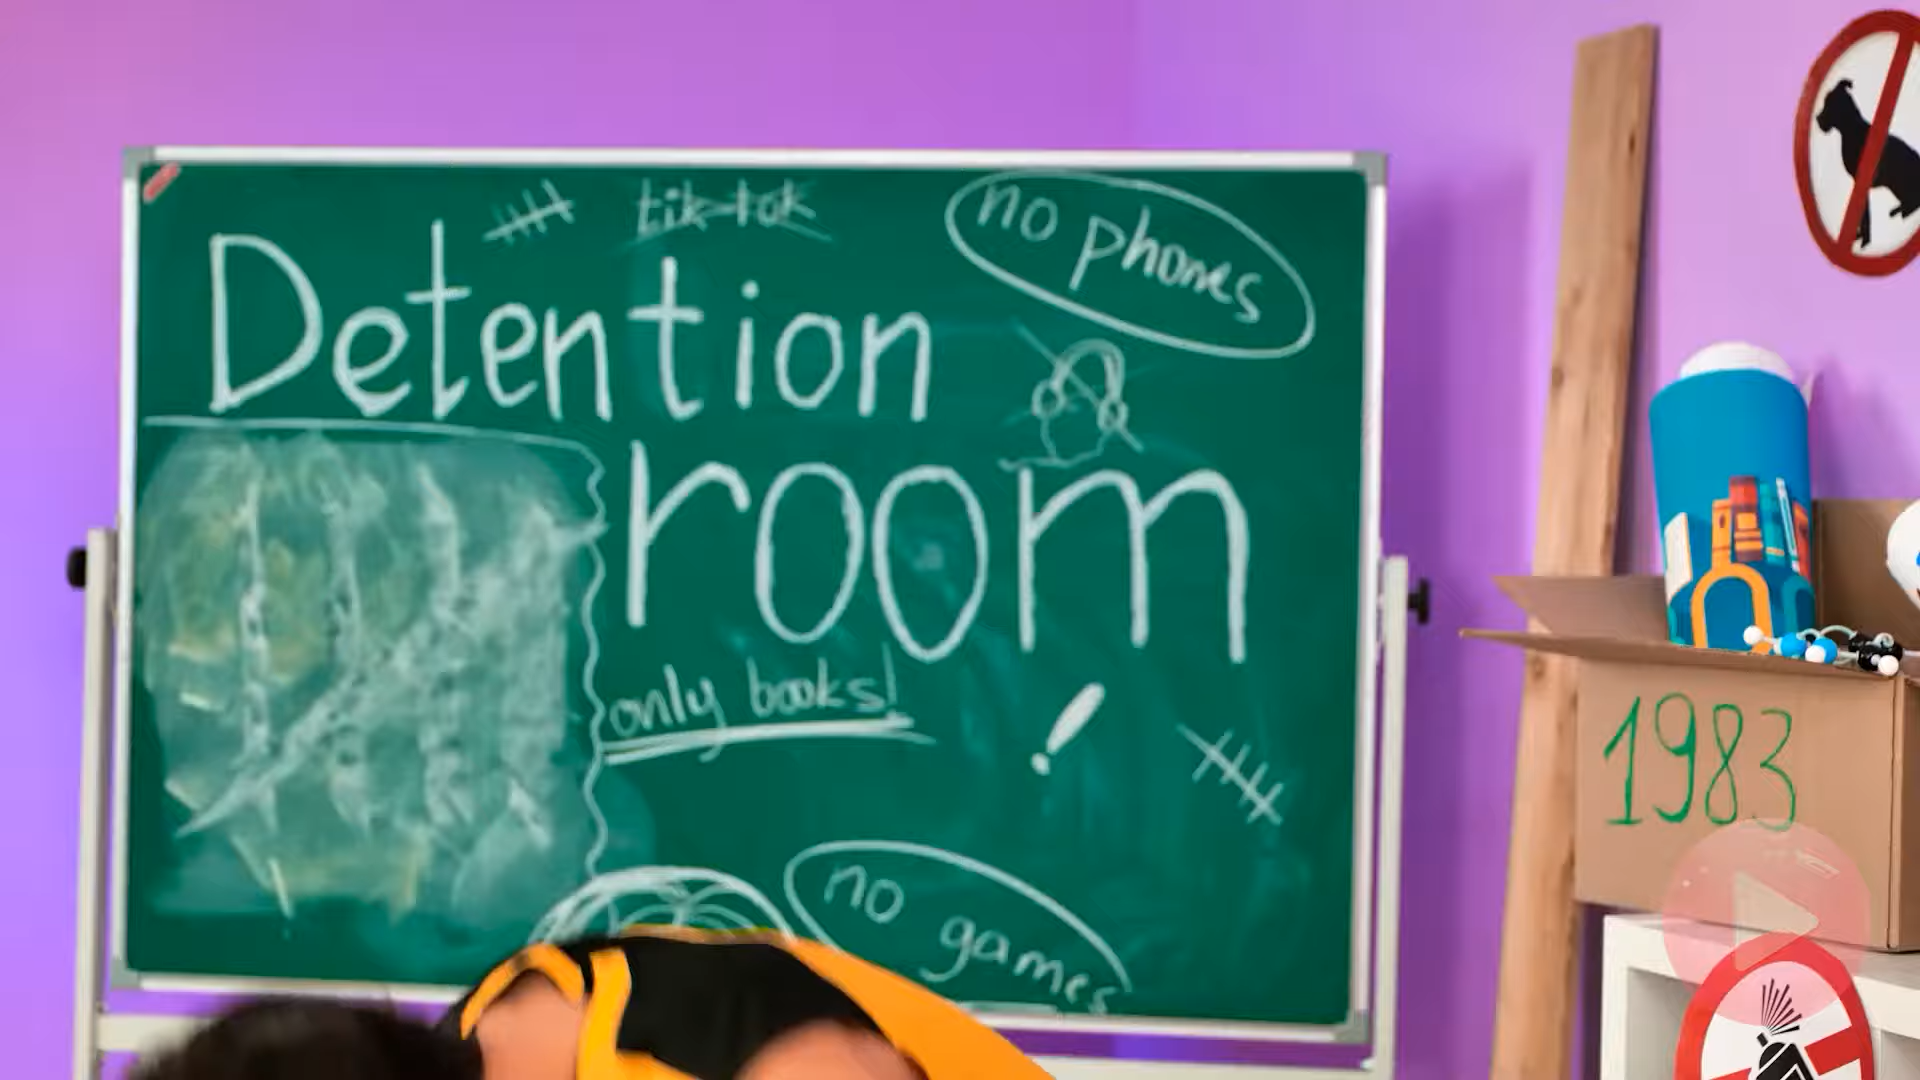 tik-tok
no phones
Detention
room
only books!
!
1983
no games